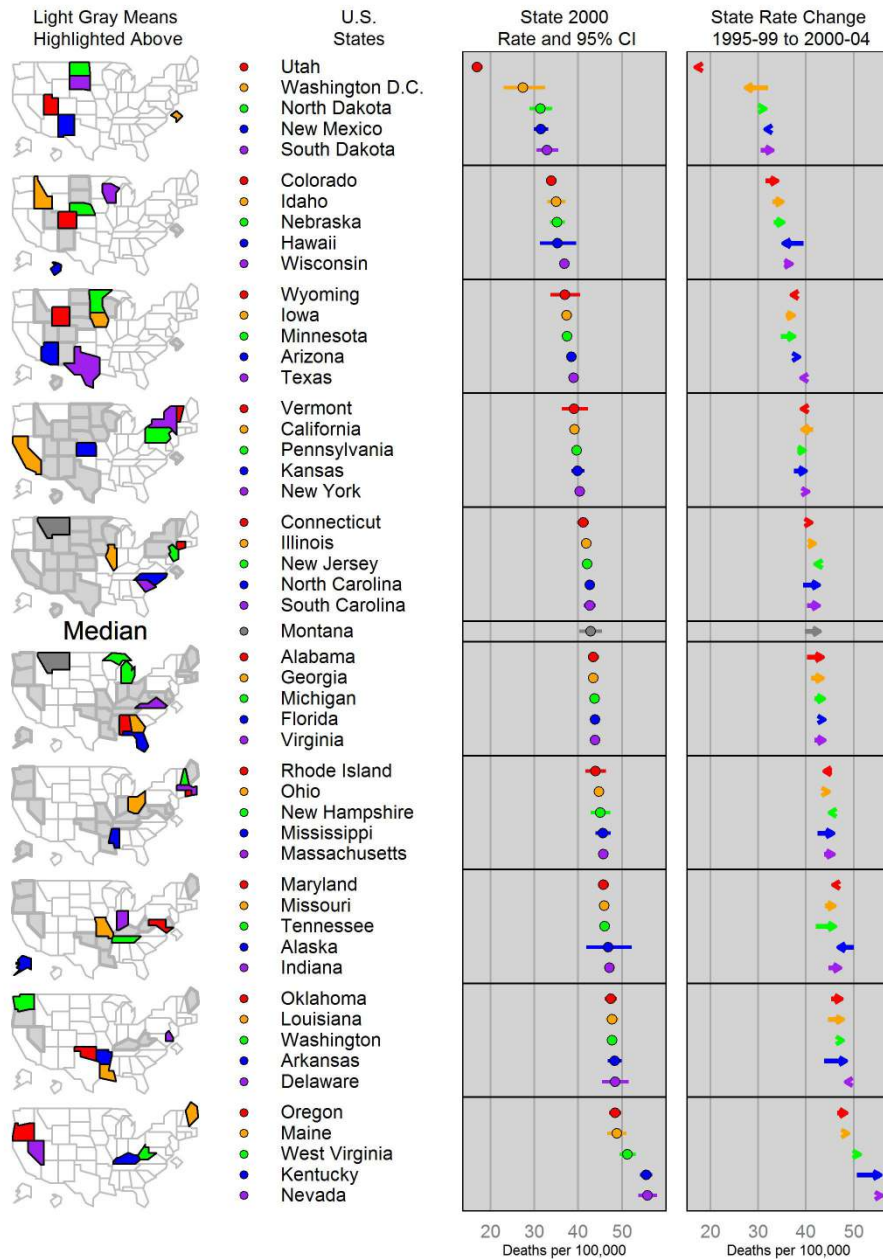 Light Gray Means
Highlighted Above
U.S.
States
State 2000
Rate and 95% CI
State Rate Change
1995-99 to 2000-04
Utah
Washington D.C.
North Dakota
New Mexico
South Dakota
Colorado
Idaho
Nebraska
Hawaii
Wisconsin
Wyoming
Iowa
Minnesota
Arizona
Texas
Vermont
California
Pennsylvania
Kansas
New York
Connecticut
Illinois
New Jersey
North Carolina
South Carolina
Median
Montana
Alabama
Georgia
Michigan
Florida
Virginia
Rhode Island
Ohio
New Hampshire
Mississippi
Massachusetts
Maryland
Missouri
Tennessee
Alaska
Indiana
Oklahoma
Louisiana
Washington
Arkansas
Delaware
Oregon
Maine
West Virginia
Kentucky
Nevada
20 30 40 50
Deaths per 100,000
20 30 40 50
Deaths per 100,000